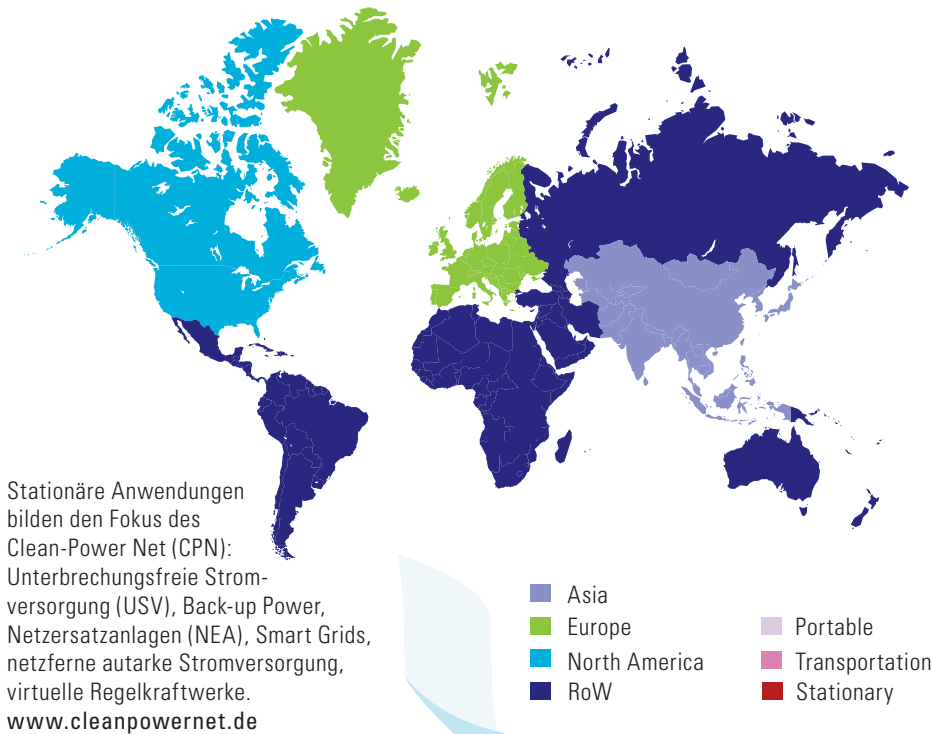 Stationäre Anwendungen
bilden den Fokus des
Clean-Power Net (CPN):
Unterbrechungsfreie Strom-
versorgung (USV), Back-up Power,
Netzersatzanlagen (NEA), Smart Grids,
netzferne autarke Stromversorgung,
virtuelle Regelkraftwerke.
www.cleanpowernet.de
Asia
Europe
North America
RoW
Portable
Transportation
Stationary